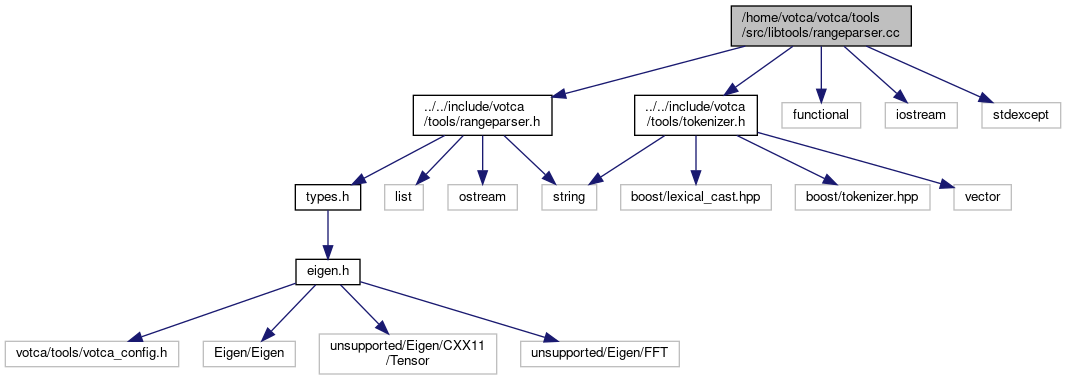 /home/votca/votca/tools
/src/libtools/rangeparser.cc
../../include/votca
/tools/rangeparser.h
../../include/votca
/tools/tokenizer.h
functional
iostream
stdexcept
types.h
list
ostream
string
boost/lexical_cast.hpp
boost/tokenizer.hpp
vector
eigen.h
votca/tools/votca_config.h
Eigen/Eigen
unsupported/Eigen/CXX11
/Tensor
unsupported/Eigen/FFT